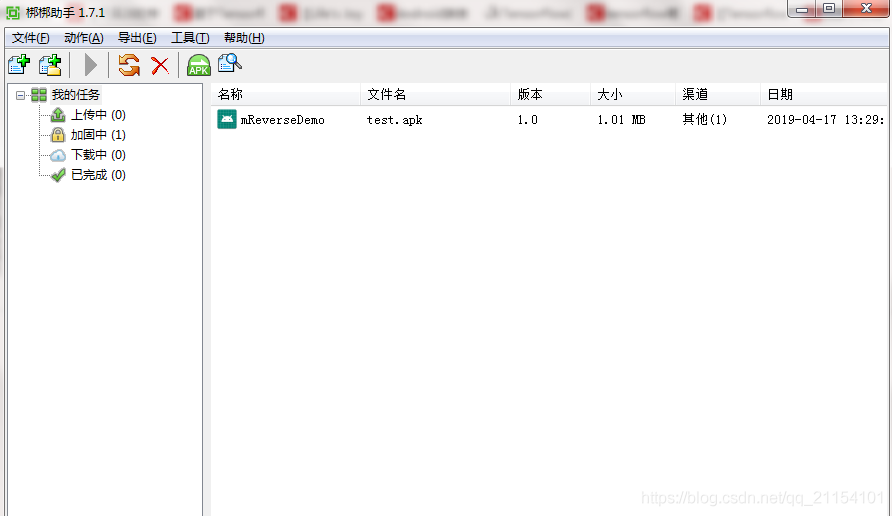 梆梆助手 1.7.1
文件(F) 动作(A) 导出(E) 工具(T) 帮助(H)
APK
我的任务
上传中 (0)
加固中 (1)
下载中 (0)
已完成 (0)
名称 文件名 版本 大小 渠道 日期
mReverseDemo test.apk 1.0 1.01 MB 其他(1) 2019-04-17 13:29:
https://blog.csdn.net/qq_21154101